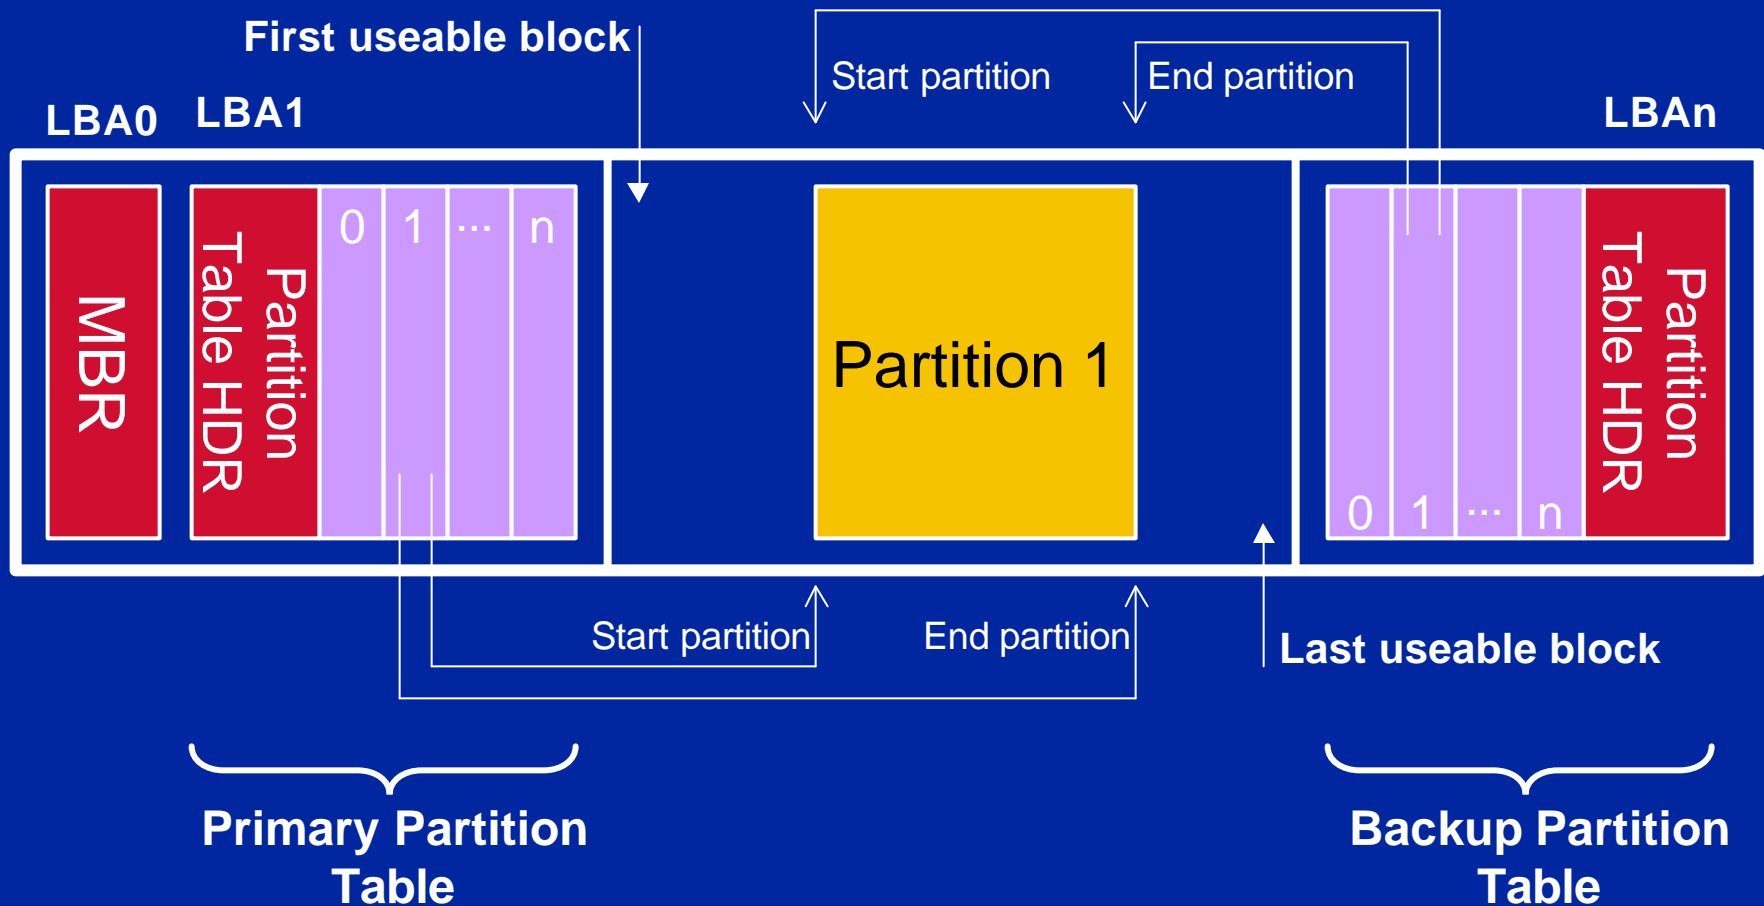 First useable block
Start partition
End partition
LBA0
LBA1
LBAn
MBR
Partition
Table HDR
0 1 ... n
Partition 1
0 1 ... n
Partition
Table HDR
Start partition
End partition
Last useable block
Primary Partition
Table
Backup Partition
Table